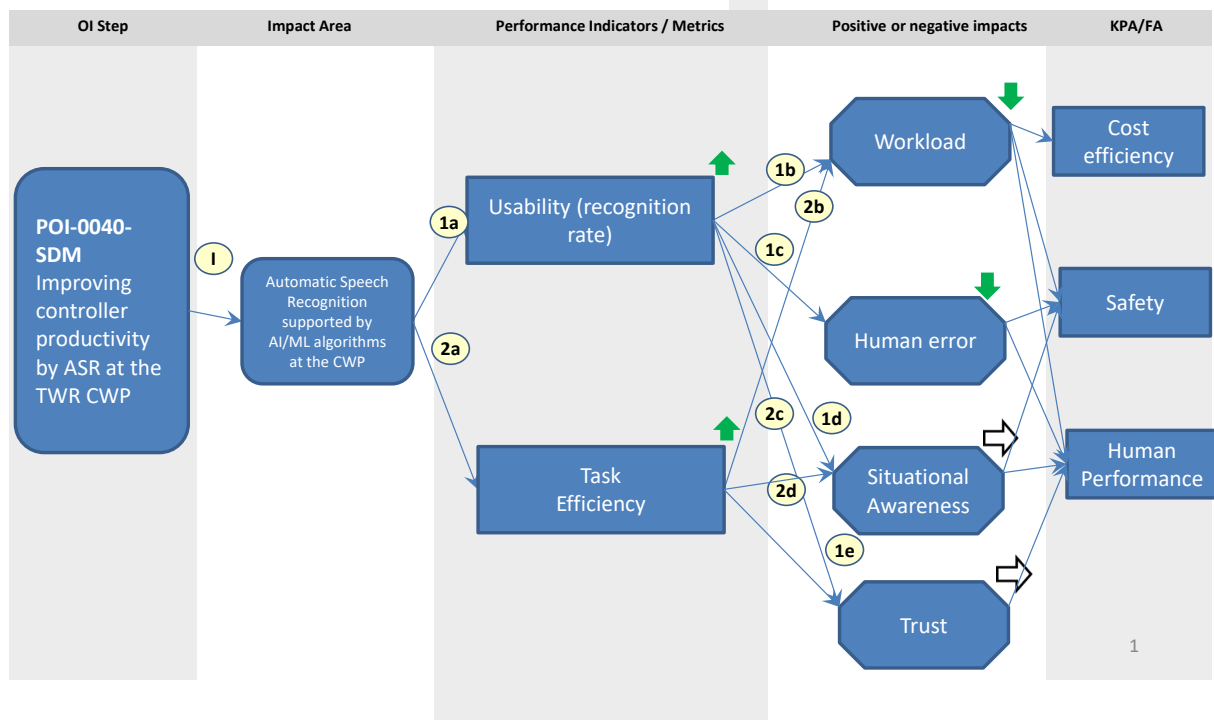 OI Step
Impact Area
Performance Indicators / Metrics
Positive or negative impacts
KPA/FA
POI-0040-
SDM
Improving
controller
productivity
by ASR at the
TWR CWP
I
Automatic Speech
Recognition
supported by
AI/ML algorithms
at the CWP
1a
2a
Usability (recognition
rate)
Task
Efficiency
1b
2b
1c
2c
1d
2d
1e
Workload
Human error
Situational
Awareness
Trust
Cost
efficiency
Safety
Human
Performance
1